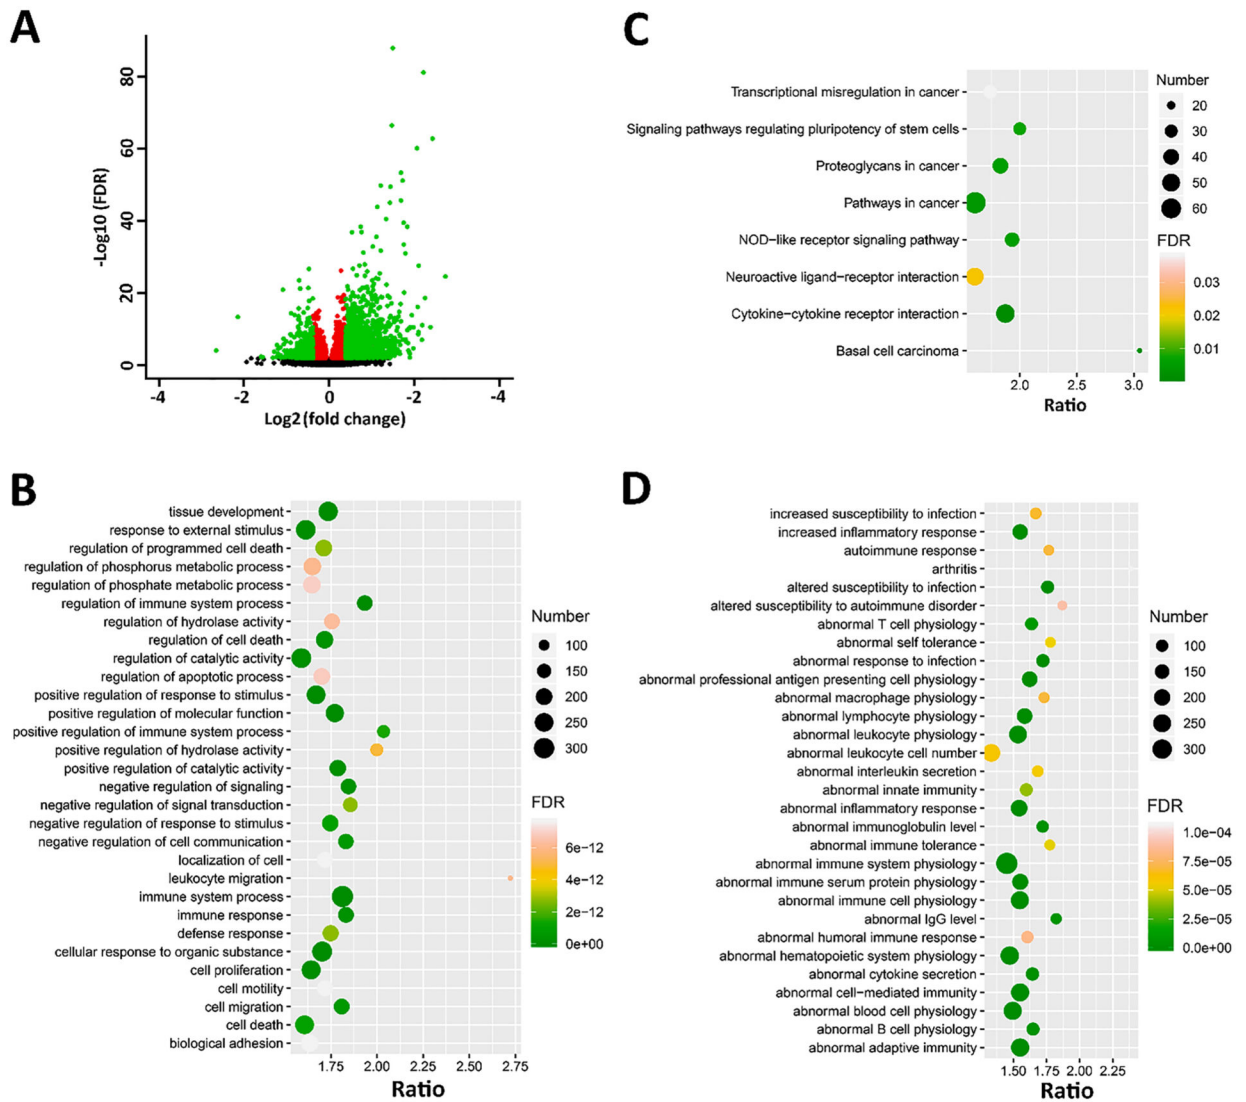 A
80
60
40
20
0
-Log10 (FDR)
-4
-2
0
-2
-4
Log2 (fold change)
C
Transcriptional misregulation in cancer
Signaling pathways regulating pluripotency of stem cells
Proteoglycans in cancer
Pathways in cancer
NOD-like receptor signaling pathway
Neuroactive ligand-receptor interaction
Cytokine-cytokine receptor interaction
Basal cell carcinoma
2.0
2.5
3.0
Ratio
Number
20
30
40
50
60
FDR
0.03
0.02
0.01
B
tissue development
response to external stimulus
regulation of programmed cell death
regulation of phosphorus metabolic process
regulation of phosphate metabolic process
regulation of immune system process
regulation of hydrolase activity
regulation of cell death
regulation of catalytic activity
regulation of apoptotic process
positive regulation of response to stimulus
positive regulation of molecular function
positive regulation of immune system process
positive regulation of hydrolase activity
positive regulation of catalytic activity
negative regulation of signaling
negative regulation of signal transduction
negative regulation of response to stimulus
negative regulation of cell communication
localization of cell
leukocyte migration
immune system process
immune response
defense response
cellular response to organic substance
cell proliferation
cell motility
cell migration
cell death
biological adhesion
1.75
2.00
2.25
2.50
2.75
Ratio
Number
100
150
200
250
300
FDR
6e-12
4e-12
2e-12
0e+00
D
increased susceptibility to infection
increased inflammatory response
autoimmune response
arthritis
altered susceptibility to infection
altered susceptibility to autoimmune disorder
abnormal T cell physiology
abnormal self tolerance
abnormal response to infection
abnormal professional antigen presenting cell physiology
abnormal macrophage physiology
abnormal lymphocyte physiology
abnormal leukocyte physiology
abnormal leukocyte cell number
abnormal interleukin secretion
abnormal innate immunity
abnormal inflammatory response
abnormal immunoglobulin level
abnormal immune tolerance
abnormal immune system physiology
abnormal immune serum protein physiology
abnormal immune cell physiology
abnormal IgG level
abnormal humoral immune response
abnormal hematopoietic system physiology
abnormal cytokine secretion
abnormal cell-mediated immunity
abnormal blood cell physiology
abnormal B cell physiology
abnormal adaptive immunity
1.50
1.75
2.00
2.25
Ratio
Number
100
150
200
250
300
FDR
1.0e-04
7.5e-05
5.0e-05
2.5e-05
0.0e+00